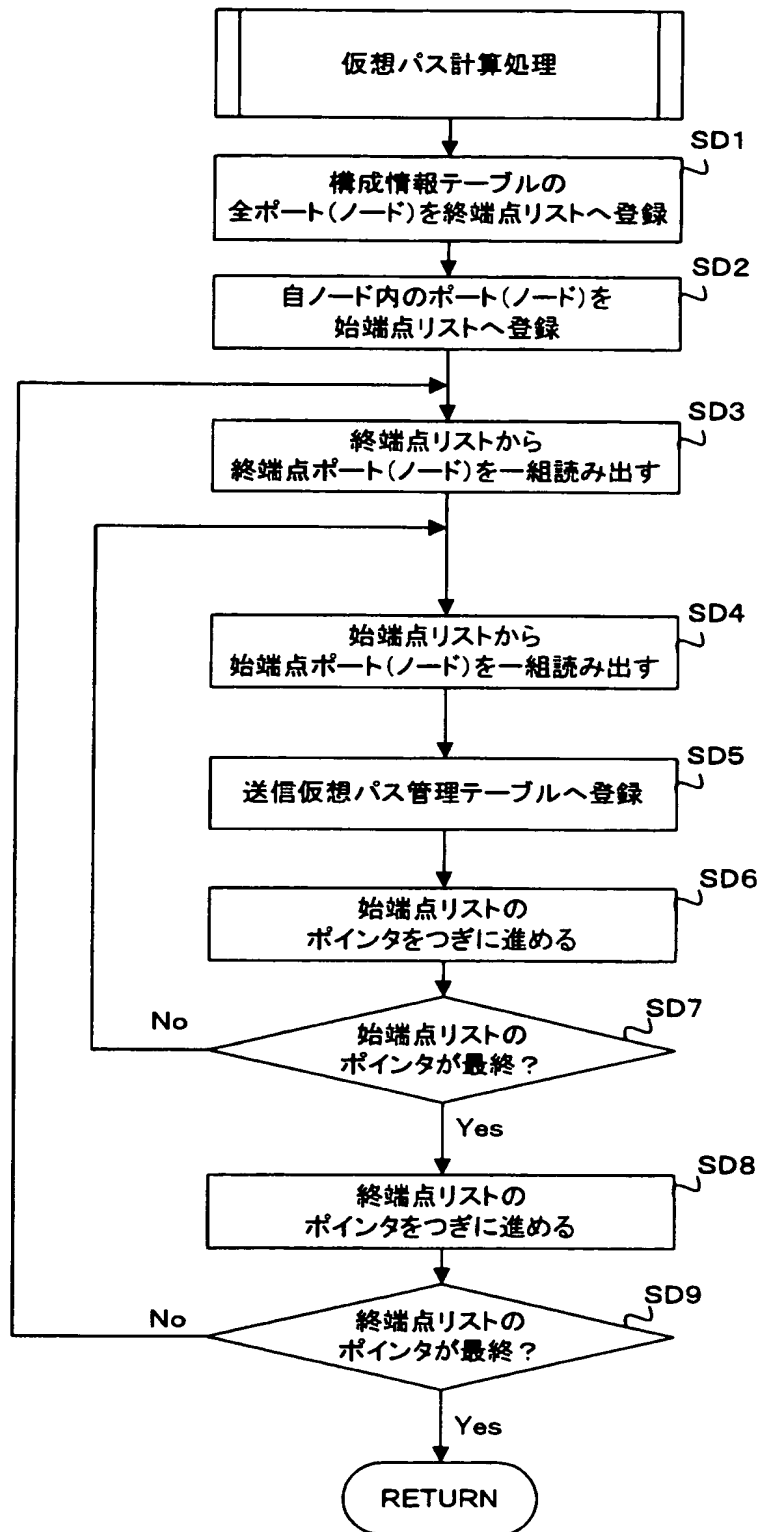 仮想パス計算処理
SD1
構成情報テーブルの
全ポート(ノード)を終端点リストへ登録
SD2
自ノード内のポート(ノード)を
始端点リストへ登録
SD3
終端点リストから
終端点ポート(ノード)を一組読み出す
SD4
始端点リストから
始端点ポート(ノード)を一組読み出す
SD5
送信仮想パス管理テーブルへ登録
SD6
始端点リストの
ポインタをつぎに進める
SD7
No
始端点リストの
ポインタが最終?
Yes
SD8
終端点リストの
ポインタをつぎに進める
SD9
No
終端点リストの
ポインタが最終?
Yes
RETURN